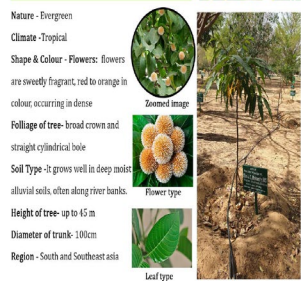 Nature - Evergreen
Climate -Tropical
Shape & Colour - Flowers: flowers
are sweetly fragrant, red to orange in
colour, occurring in dense
Folliage of tree- broad crown and
straight cylindrical bole
Soil Type -It grows well in deep moist
alluvial soils, often along river banks.
Height of tree- up to 45 m
Diameter of trunk- 100cm
Region - South and Southeast asia
Zoomed image
Flower type
Leaf type